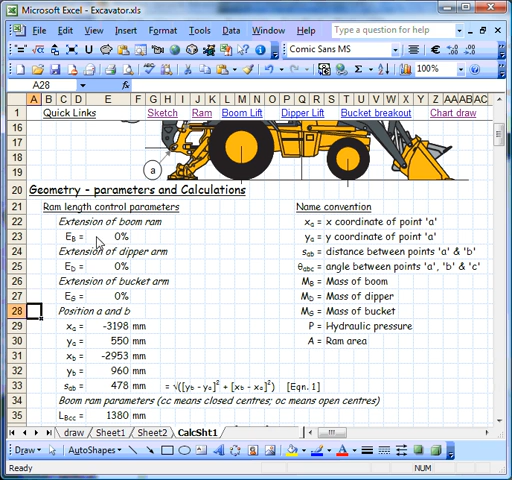 Microsoft Excel - Excavator.xls
File Edit View Insert Format Tools Data Window Help Type a question for help
Comic Sans MS
100%
A28
A B C D E F G H I J K L M N O P Q R S T U V W X Y Z AA AB AC
1 Quick Links Sketch Ram Boom Lift Dipper Lift Bucket breakout Chart draw
16
17
18
19
a
20 Geometry - parameters and Calculations
21 Ram length control parameters Name convention
22 Extension of boom ram xa = x coordinate of point 'a'
23 EB = 0% ya = y coordinate of point 'a'
24 Extension of dipper arm sab = distance between points 'a' & 'b'
25 ED = 0% θabc = angle between points 'a', 'b' & 'c'
26 Extension of bucket arm MB = Mass of boom
27 EG = 0% MD = Mass of dipper
28 Position a and b MG = Mass of bucket
29 xa = -3198 mm P = Hydraulic pressure
30 ya = 550 mm A = Ram area
31 xb = -2953 mm
32 yb = 960 mm
33 sab = 478 mm = √([yb - ya]² + [xb - xa]²) [Eqn. 1]
34 Boom ram parameters (cc means closed centres; oc means open centres)
35 LBcc = 1380 mm
draw Sheet1 Sheet2 CalcSht1
Draw AutoShapes
Ready NUM